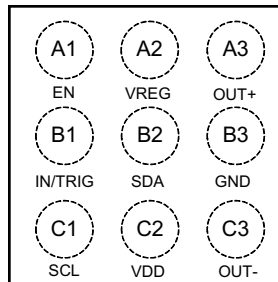 A1 A2 A3
EN VREG OUT+
B1 B2 B3
IN/TRIG SDA GND
C1 C2 C3
SCL VDD OUT-